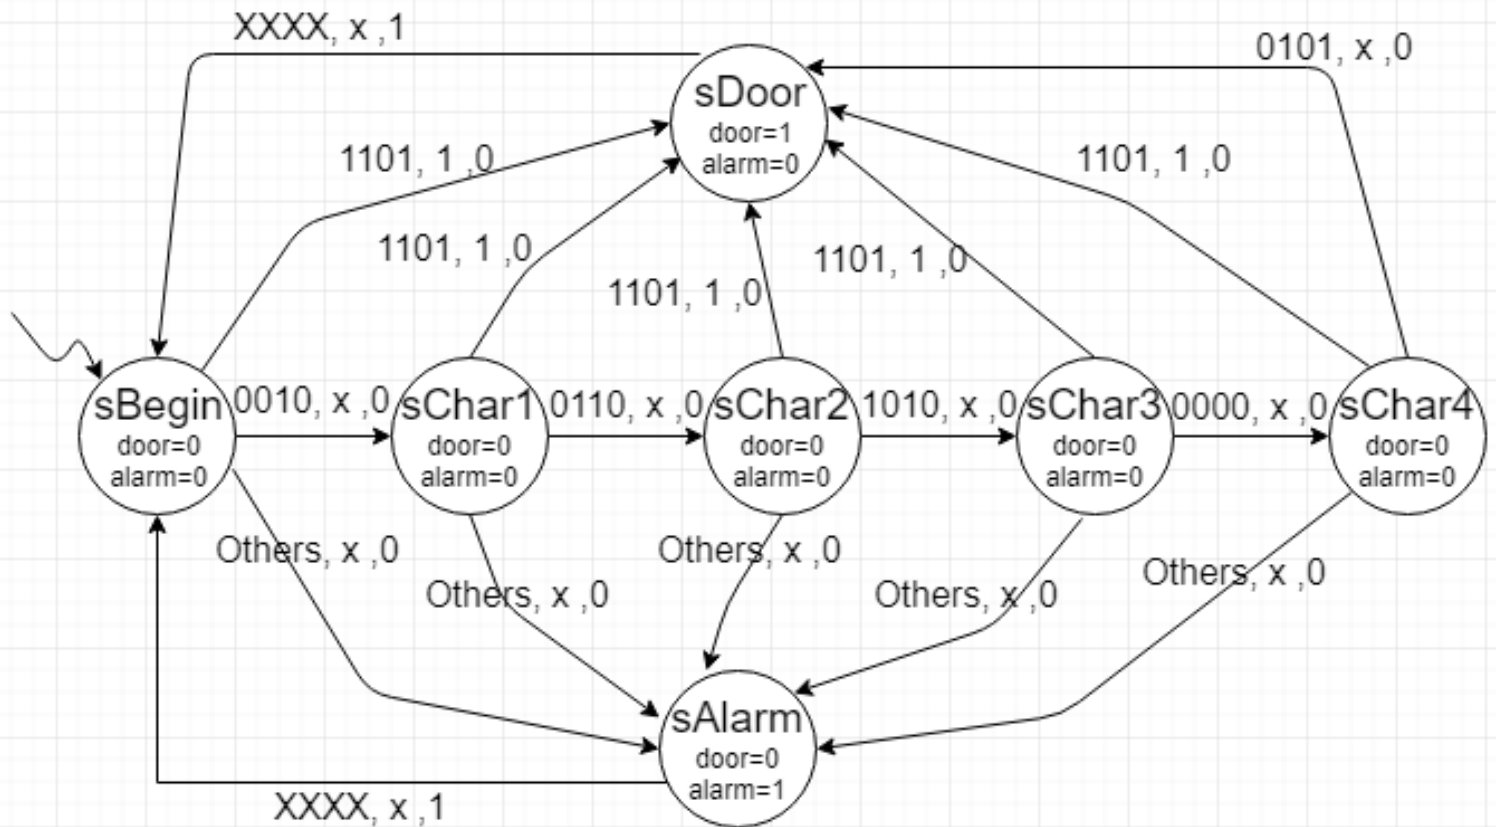 XXXX, x ,1
0101, x ,0
sDoor
door=1
alarm=0
1101, 1 ,0
1101, 1 ,0
1101, 1 ,0
1101, 1 ,0
1101, 1 ,0
sBegin
door=0
alarm=0
0010, x ,0
sChar1
door=0
alarm=0
0110, x ,0
sChar2
door=0
alarm=0
1010, x ,0
sChar3
door=0
alarm=0
0000, x ,0
sChar4
door=0
alarm=0
Others, x ,0
Others, x ,0
Others, x ,0
Others, x ,0
Others, x ,0
sAlarm
door=0
alarm=1
XXXX, x ,1